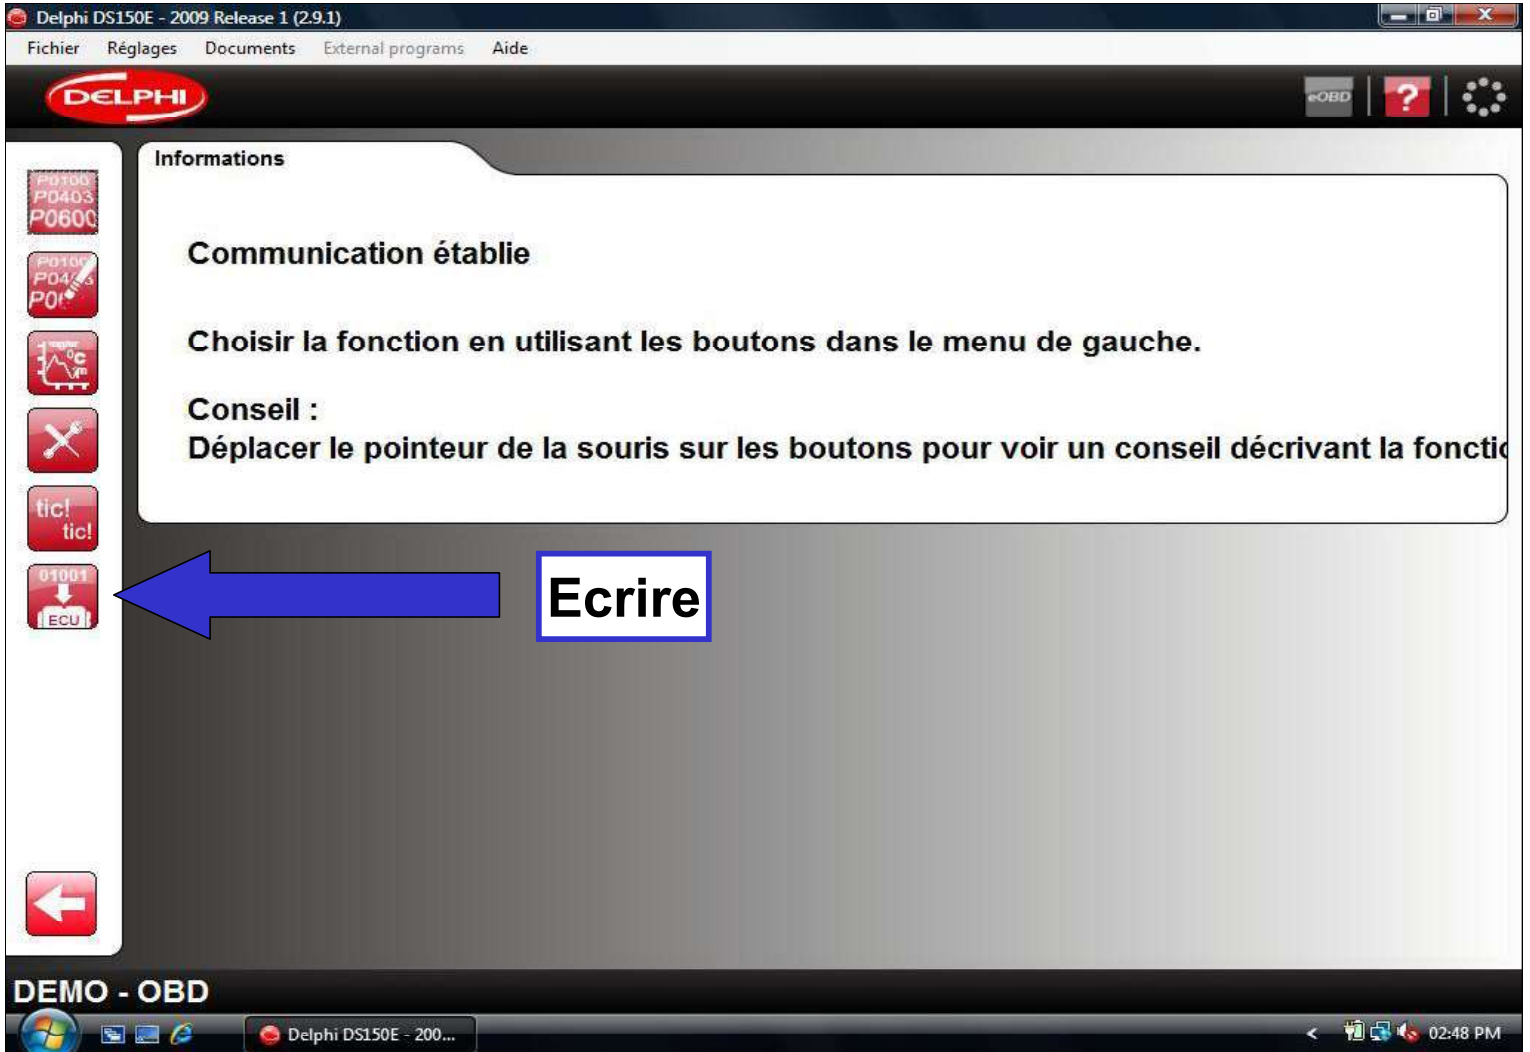 Delphi DS150E - 2009 Release 1 (2.9.1)
Fichier Réglages Documents External programs Aide
DELPHI
eOBD ?
Informations
P0100
P0403
P0600
Communication établie
P0100
Choisir la fonction en utilisant les boutons dans le menu de gauche.
°C
Conseil :
Déplacer le pointeur de la souris sur les boutons pour voir un conseil décrivant la fonctio
tic!
tic!
01001
ECU
Ecrire
DEMO - OBD
Delphi DS150E - 200...
02:48 PM